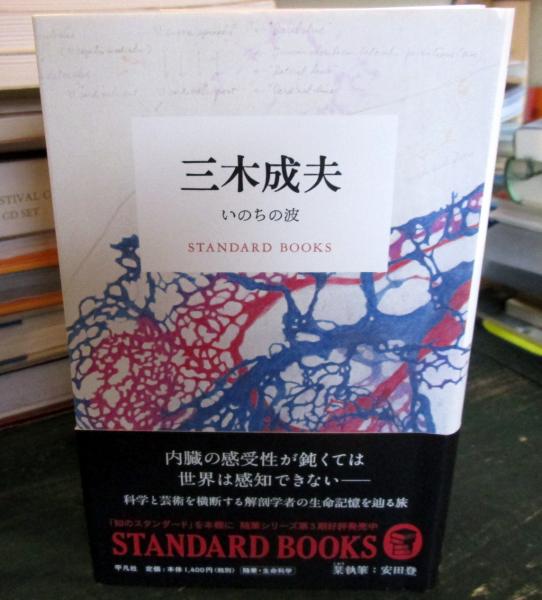 三木成夫
いのちの波
STANDARD BOOKS
内臓の感受性が鈍くては
世界は感知できない──
科学と芸術を横断する解剖学者の生命記憶を辿る旅
「知のスタンダード」を本棚に 随筆シリーズ第3期好評発売中
STANDARD BOOKS
平凡社 定価：本体1,400円（税別） 随筆・生命科学
栞執筆：安田登
CD SET